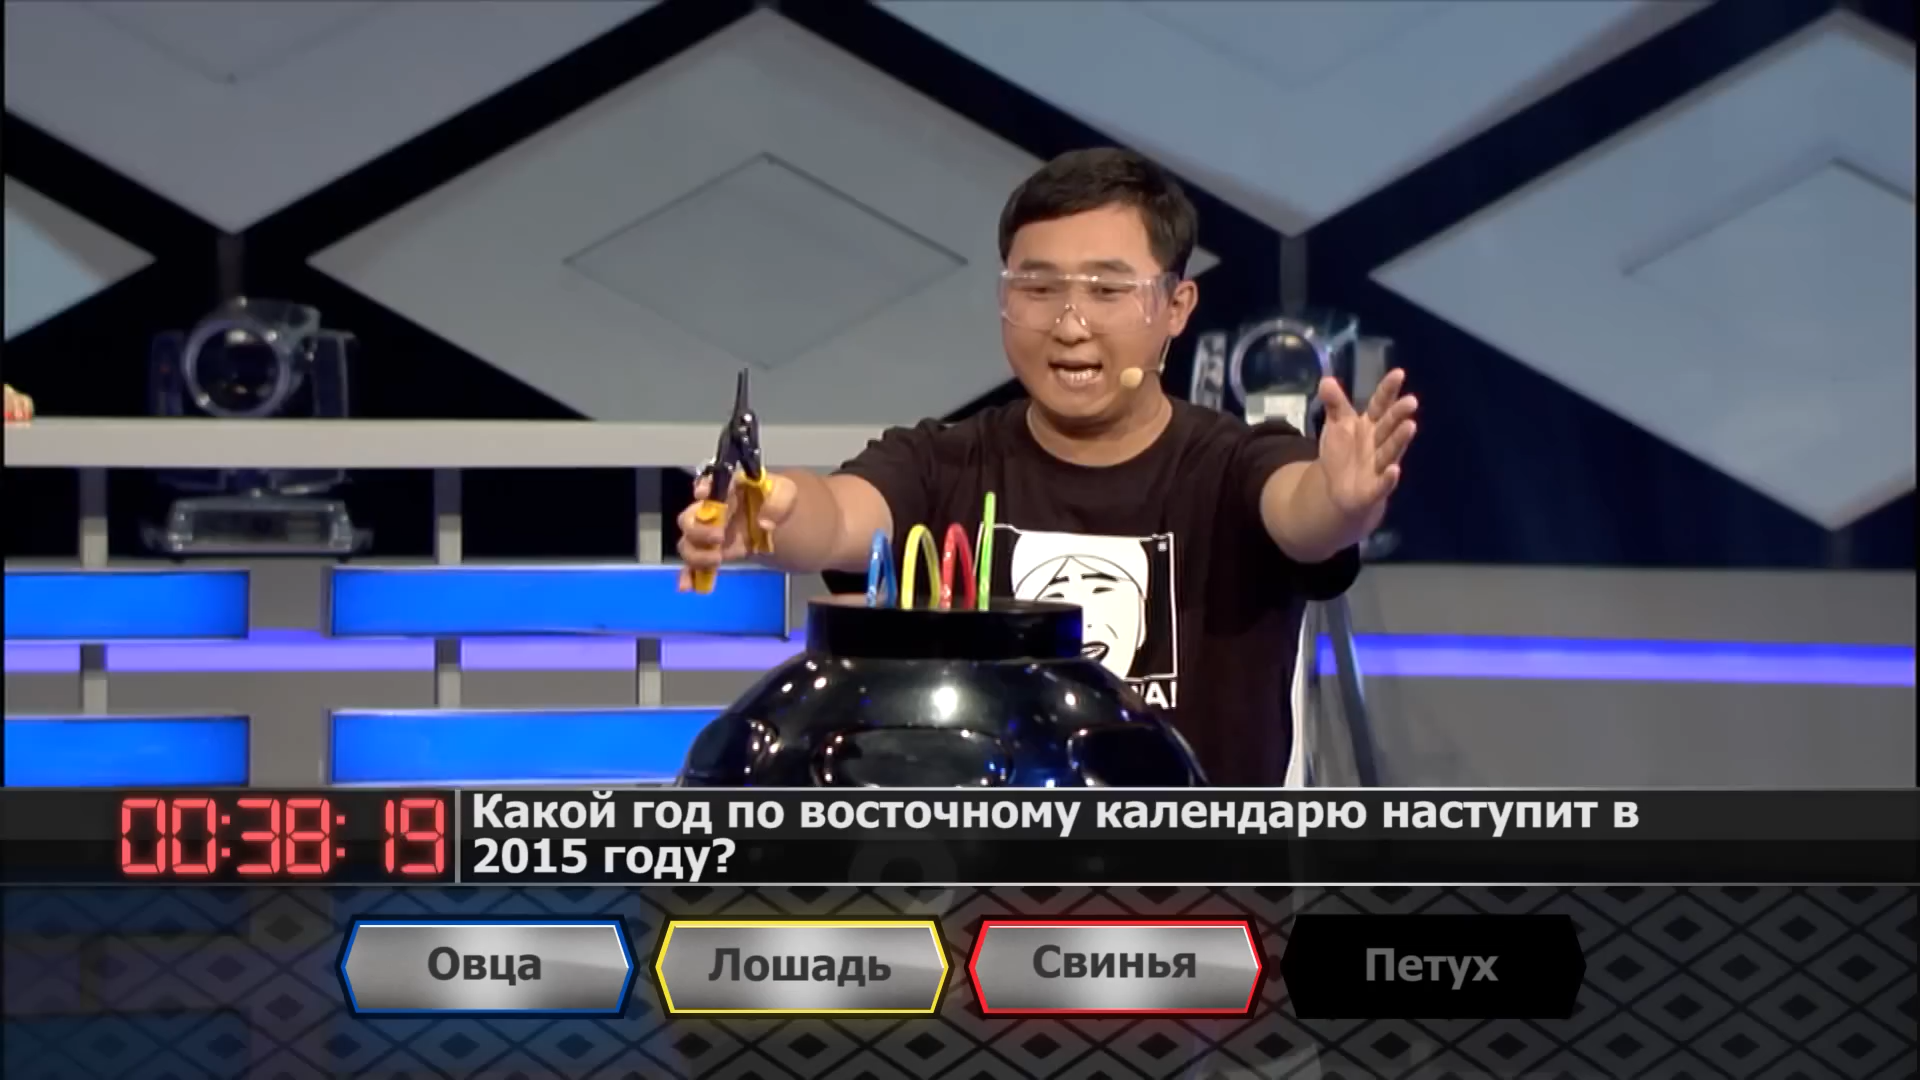 00:38:19
Какой год по восточному календарю наступит в
2015 году?
Овца
Лошадь
Свинья
Петух